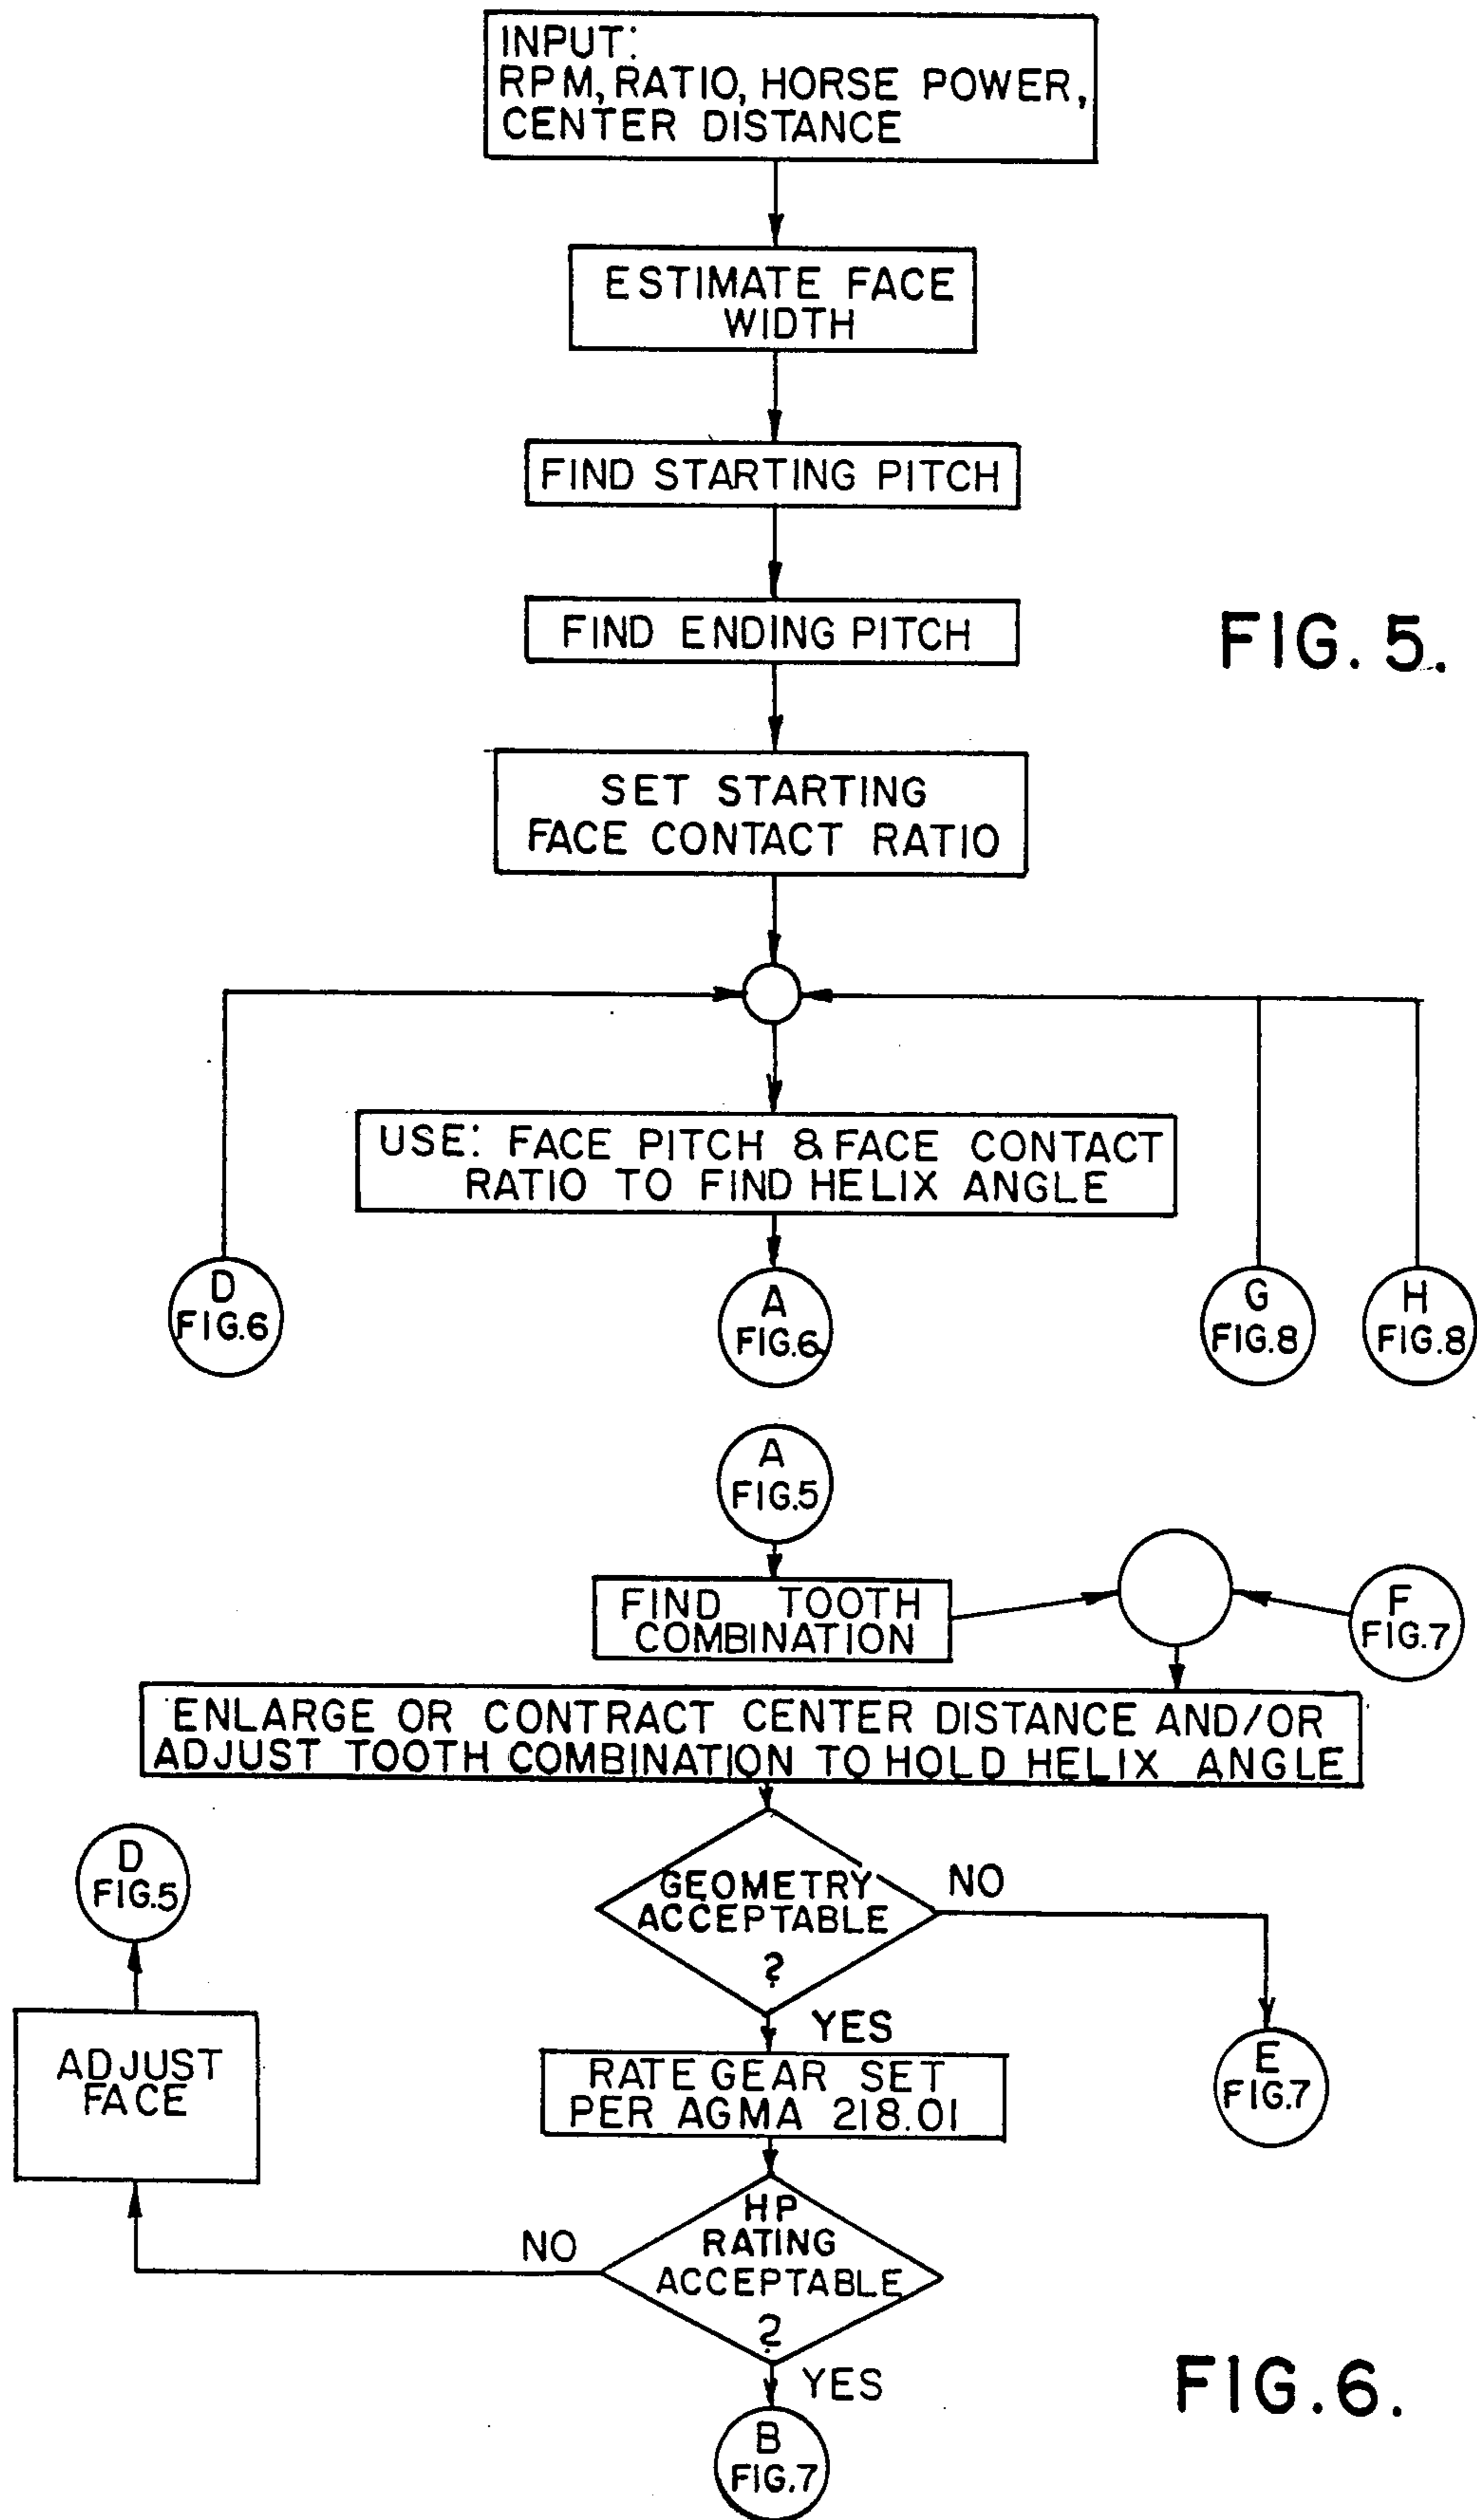 INPUT:
RPM, RATIO, HORSE POWER,
CENTER DISTANCE
ESTIMATE FACE
WIDTH
FIND STARTING PITCH
FIND ENDING PITCH
FIG. 5.
SET STARTING
FACE CONTACT RATIO
USE: FACE PITCH & FACE CONTACT
RATIO TO FIND HELIX ANGLE
D
FIG.6
A
FIG.6
G
FIG.8
H
FIG.8
A
FIG.5
FIND TOOTH
COMBINATION
F
FIG.7
ENLARGE OR CONTRACT CENTER DISTANCE AND/OR
ADJUST TOOTH COMBINATION TO HOLD HELIX ANGLE
D
FIG.5
GEOMETRY
ACCEPTABLE
?
NO
YES
ADJUST
FACE
RATE GEAR SET
PER AGMA 218.01
E
FIG.7
HP
RATING
ACCEPTABLE
?
NO
YES
B
FIG.7
FIG.6.